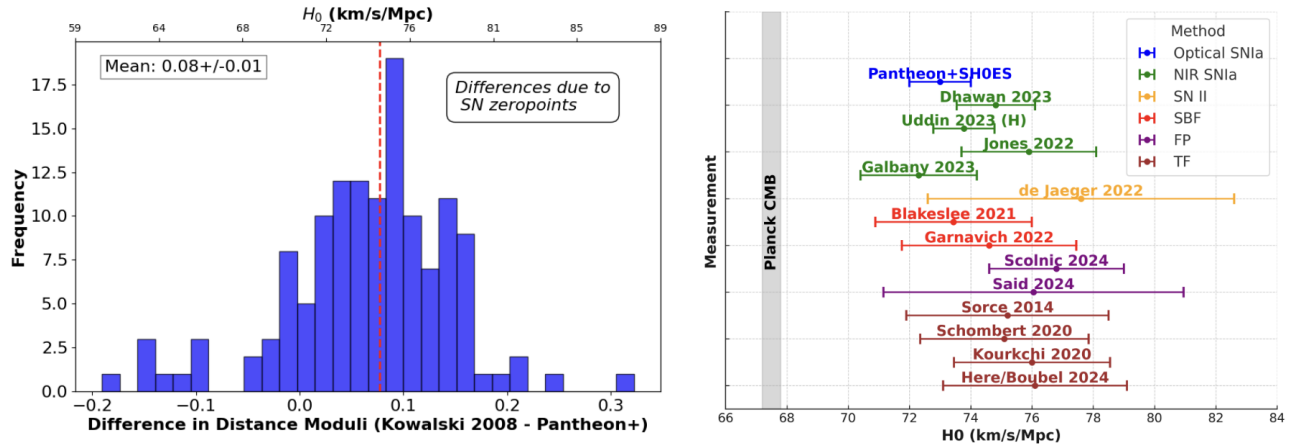 H₀ (km/s/Mpc)
59 64 68 73 76 81 85 89
Mean: 0.08+/-0.01
Differences due to
SN zeropoints
Frequency
17.5
15.0
12.5
10.0
7.5
5.0
2.5
0.0
−0.2 −0.1 0.0 0.1 0.2 0.3
Difference in Distance Moduli (Kowalski 2008 - Pantheon+)
Measurement
Planck CMB
Pantheon+SH0ES
Dhawan 2023
Uddin 2023 (H)
Jones 2022
Galbany 2023
de Jaeger 2022
Blakeslee 2021
Garnavich 2022
Scolnic 2024
Said 2024
Sorce 2014
Schombert 2020
Kourkchi 2020
Here/Boubel 2024
Method
Optical SNIa
NIR SNIa
SN II
SBF
FP
TF
66 68 70 72 74 76 78 80 82 84
H0 (km/s/Mpc)